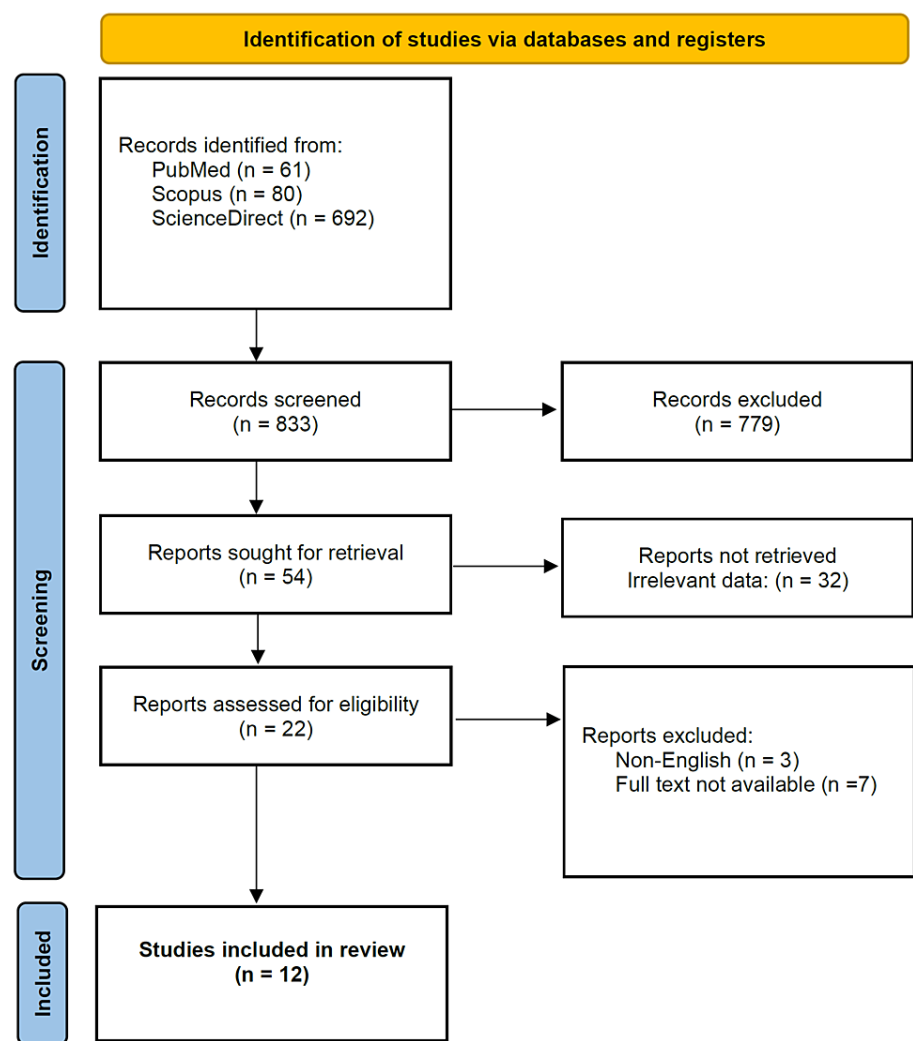 Identification of studies via databases and registers
Identification
Records identified from:
PubMed (n = 61)
Scopus (n = 80)
ScienceDirect (n = 692)
Screening
Records screened
(n = 833)
Records excluded
(n = 779)
Reports sought for retrieval
(n = 54)
Reports not retrieved
Irrelevant data: (n = 32)
Reports assessed for eligibility
(n = 22)
Reports excluded:
Non-English (n = 3)
Full text not available (n =7)
Included
Studies included in review
(n = 12)